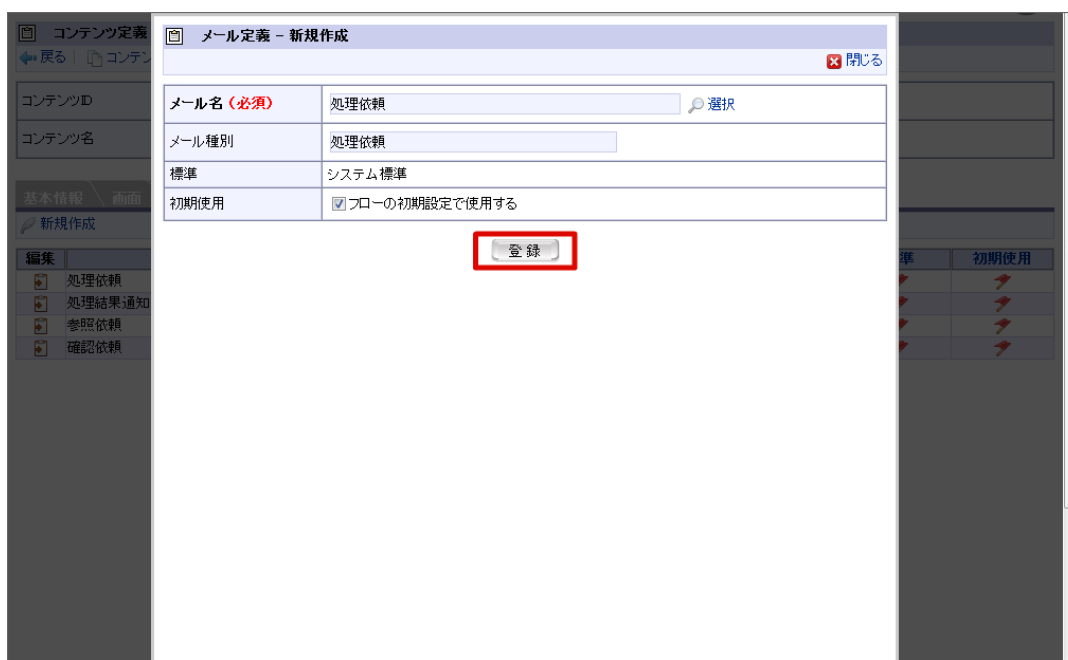 コンテンツ定義
戻る
コンテン
コンテンツID
コンテンツ名
基本情報
画面
新規作成
編集
準
初期使用
処理依頼
処理結果通知
参照依頼
確認依頼
メール定義 – 新規作成
閉じる
メール名（必須）
処理依頼
選択
メール種別
処理依頼
標準
システム標準
初期使用
フローの初期設定で使用する
登録